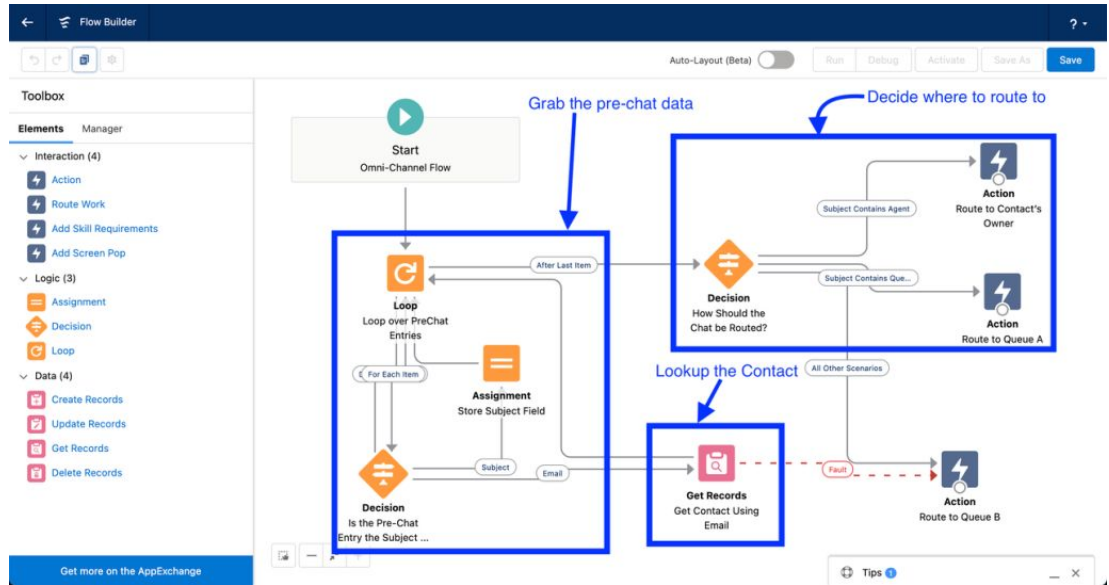 Flow Builder
?
Auto-Layout (Beta)
Run
Debug
Activate
Save As
Save
Toolbox
Elements
Manager
Interaction (4)
Action
Route Work
Add Skill Requirements
Add Screen Pop
Logic (3)
Assignment
Decision
Loop
Data (4)
Create Records
Update Records
Get Records
Delete Records
Get more on the AppExchange
Grab the pre-chat data
Decide where to route to
Start
Omni-Channel Flow
Loop
Loop over PreChat
Entries
For Each Item
After Last Item
Assignment
Store Subject Field
Subject
Email
Decision
Is the Pre-Chat
Entry the Subject ...
Decision
How Should the
Chat be Routed?
Subject Contains Agent
Subject Contains Que...
All Other Scenarios
Action
Route to Contact's
Owner
Action
Route to Queue A
Lookup the Contact
Get Records
Get Contact Using
Email
Fault
Action
Route to Queue B
Tips 1